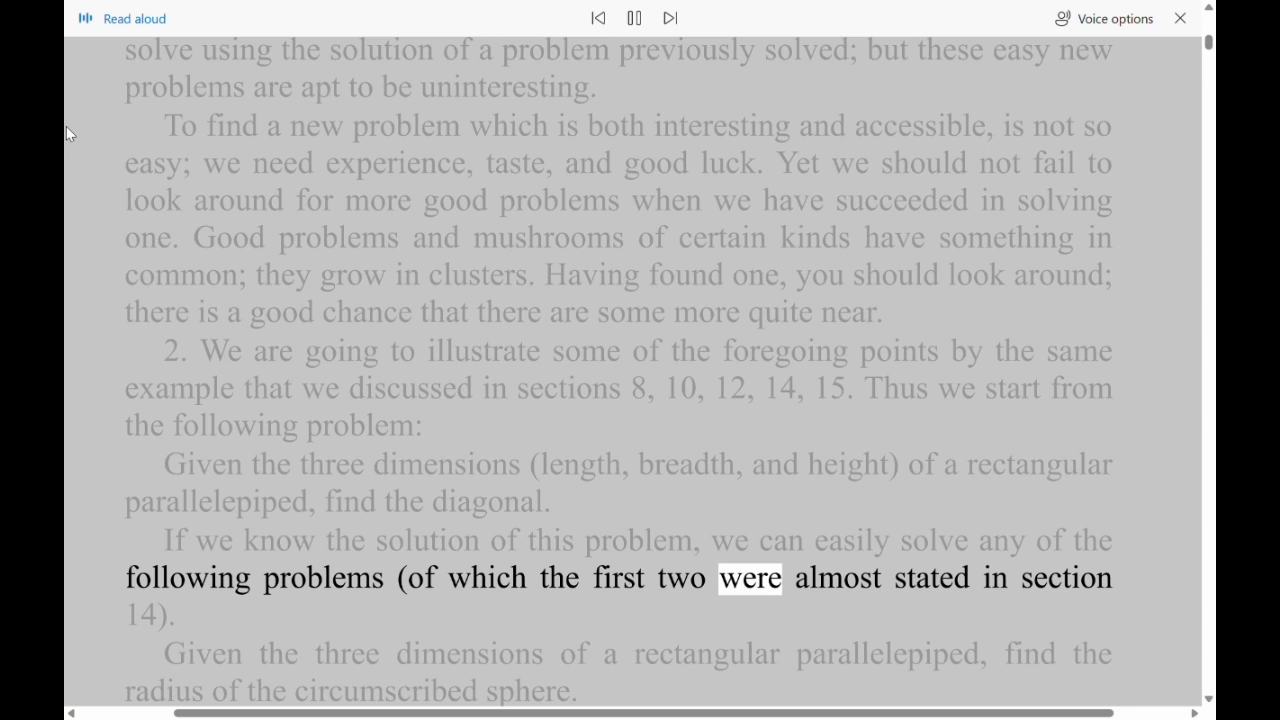 Read aloud
Voice options
solve using the solution of a problem previously solved; but these easy new
problems are apt to be uninteresting.
To find a new problem which is both interesting and accessible, is not so
easy; we need experience, taste, and good luck. Yet we should not fail to
look around for more good problems when we have succeeded in solving
one. Good problems and mushrooms of certain kinds have something in
common; they grow in clusters. Having found one, you should look around;
there is a good chance that there are some more quite near.
2. We are going to illustrate some of the foregoing points by the same
example that we discussed in sections 8, 10, 12, 14, 15. Thus we start from
the following problem:
Given the three dimensions (length, breadth, and height) of a rectangular
parallelepiped, find the diagonal.
If we know the solution of this problem, we can easily solve any of the
following problems (of which the first two were almost stated in section
14).
Given the three dimensions of a rectangular parallelepiped, find the
radius of the circumscribed sphere.